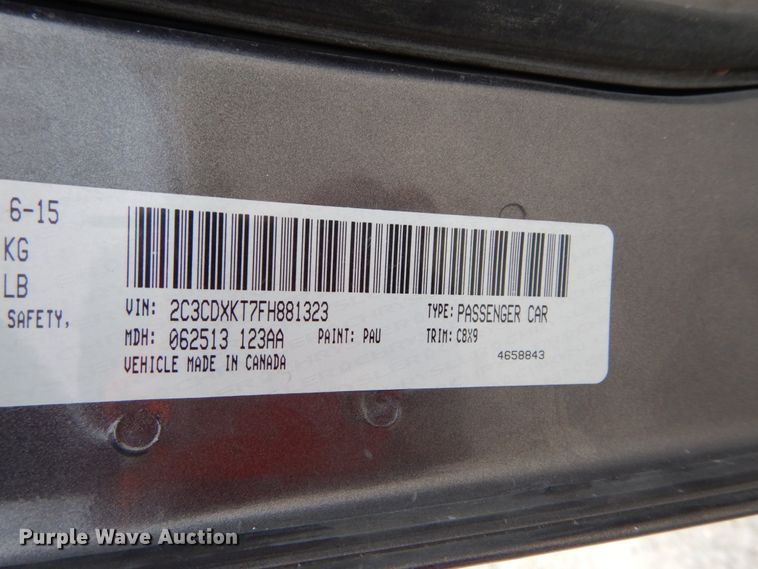 6-15
KG
LB
SAFETY,
VIN: 2C3CDXKT7FH881323
TYPE: PASSENGER CAR
MDH: 062513 123AA
PAINT: PAU
TRIM: C8X9
VEHICLE MADE IN CANADA
4658843
Purple Wave Auction